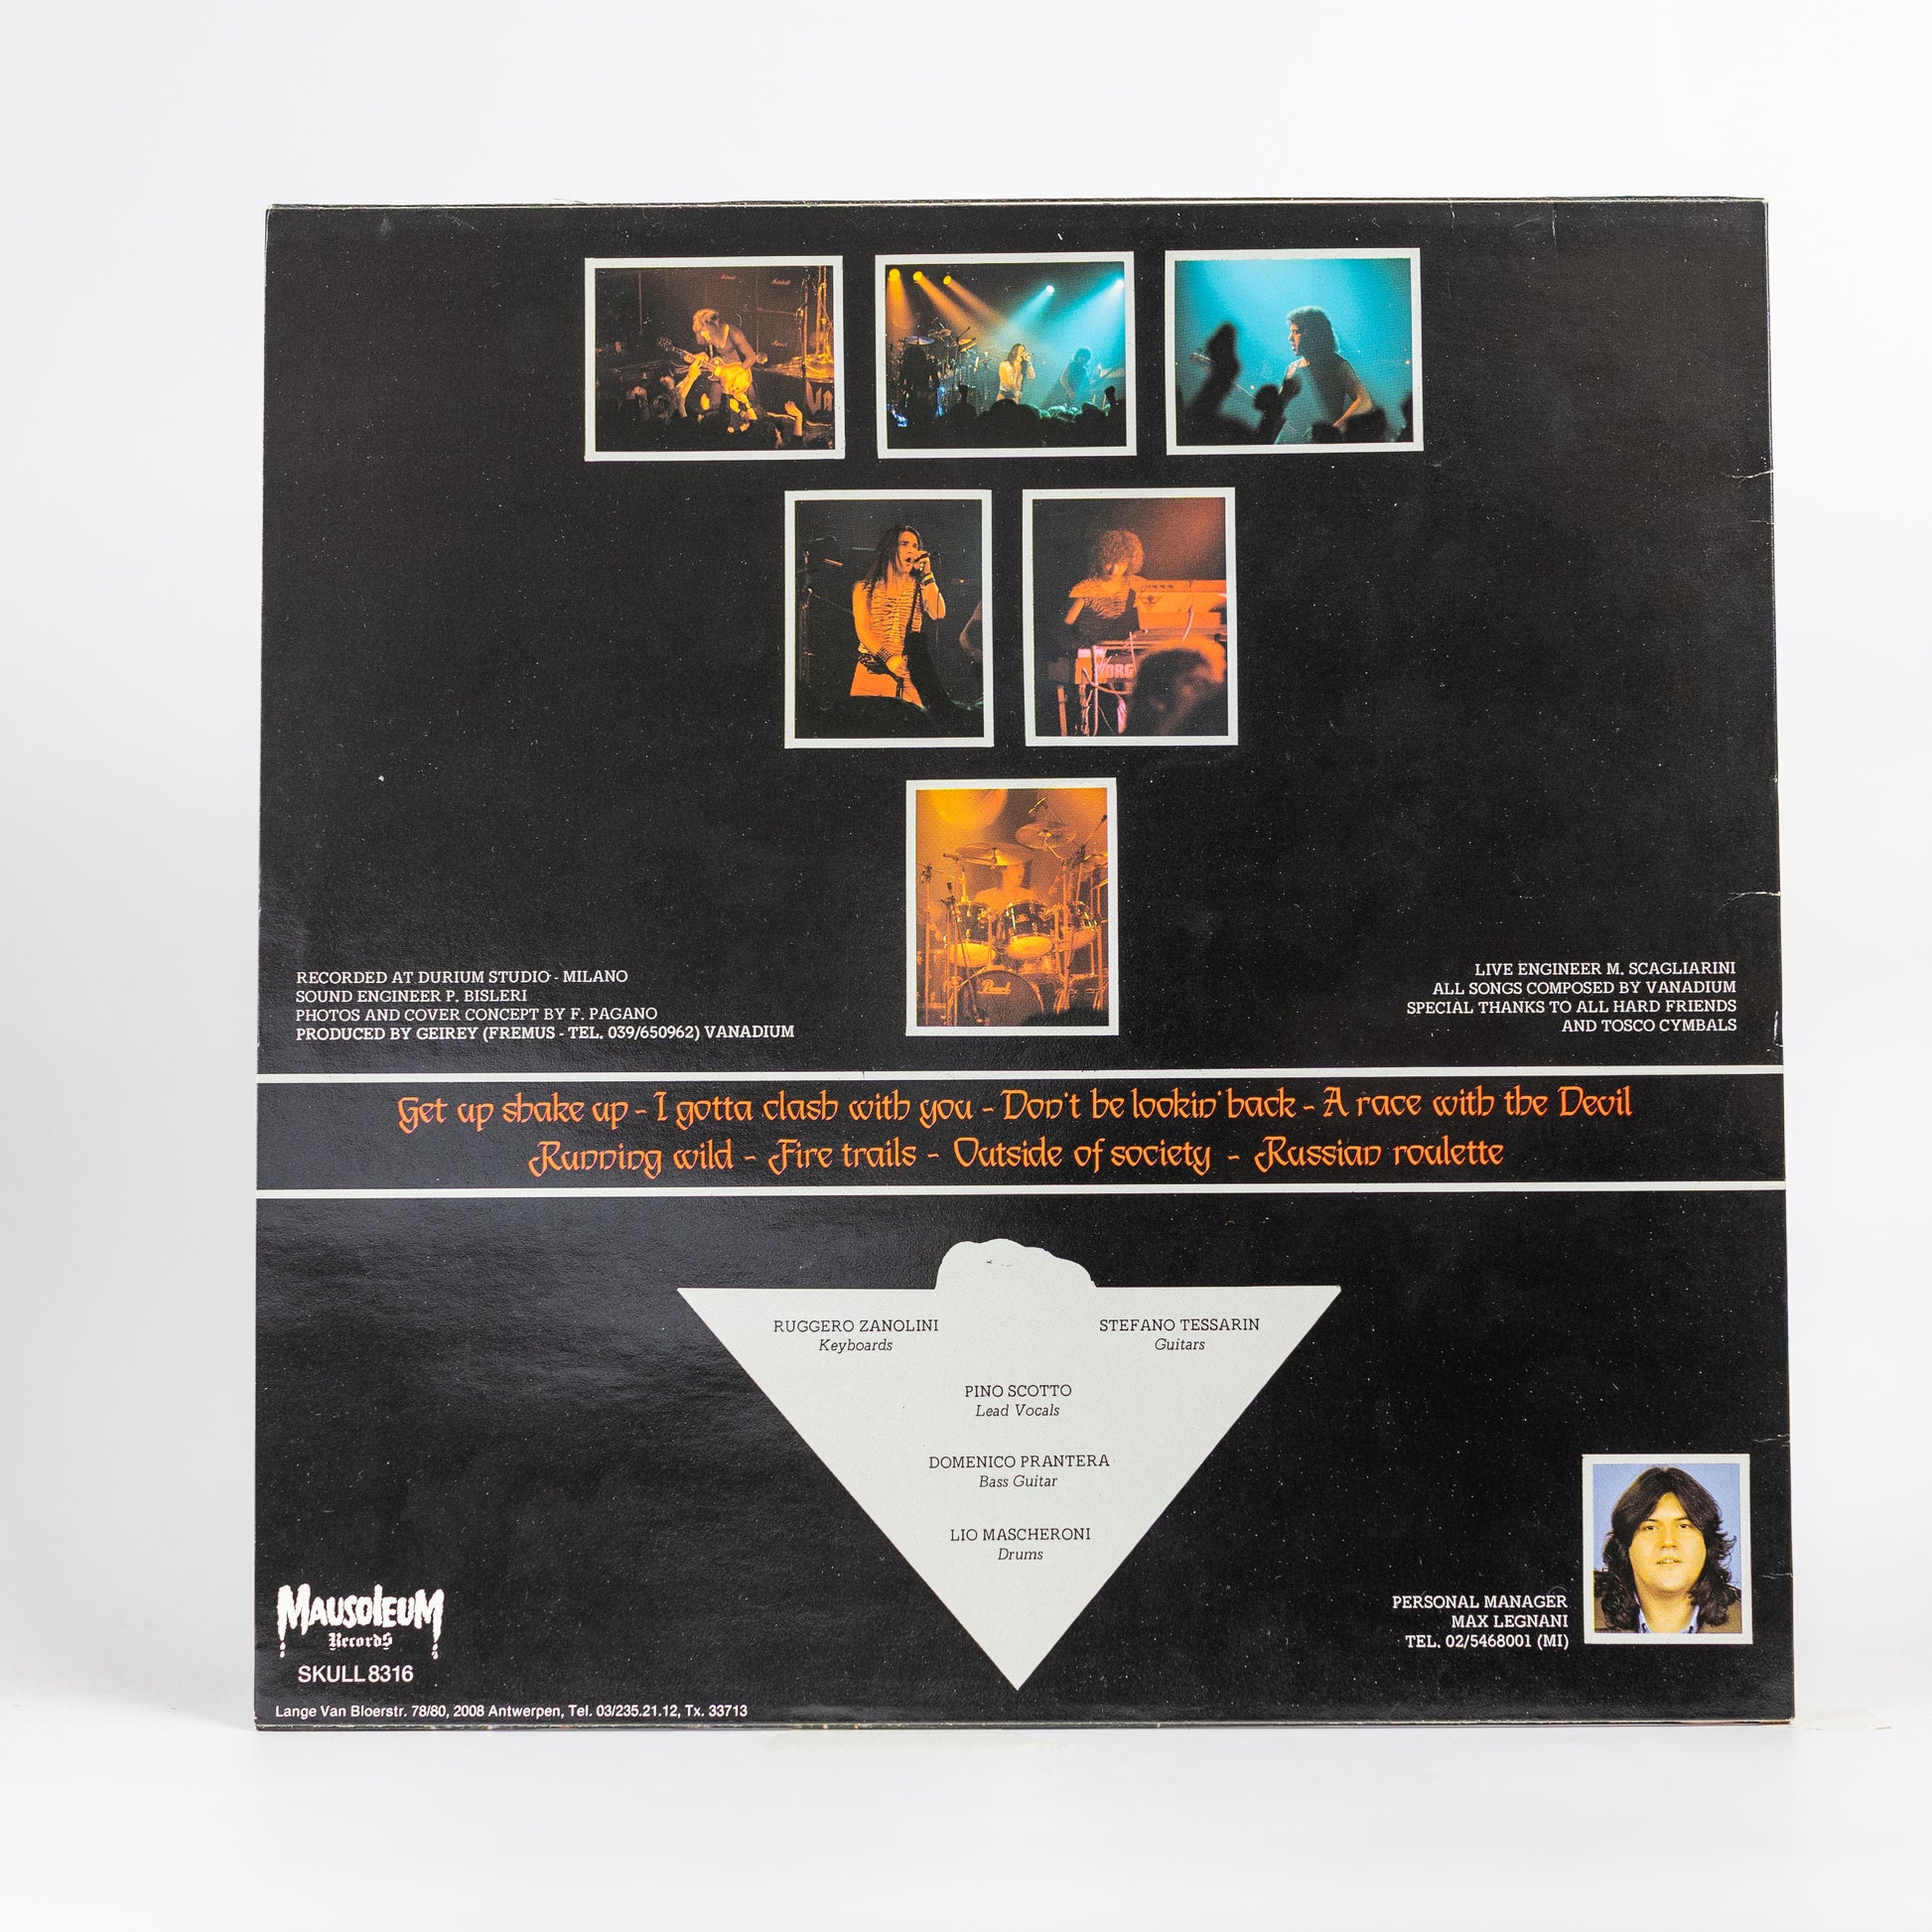 KORG
Pearl
RECORDED AT DURIUM STUDIO - MILANO
SOUND ENGINEER P. BISLERI
PHOTOS AND COVER CONCEPT BY F. PAGANO
PRODUCED BY GEIREY (FREMUS - TEL. 039/650962) VANADIUM
LIVE ENGINEER M. SCAGLIARINI
ALL SONGS COMPOSED BY VANADIUM
SPECIAL THANKS TO ALL HARD FRIENDS
AND TOSCO CYMBALS
Get up shake up - I gotta clash with you - Don't be lookin' back - A race with the Devil
Running wild - Fire trails - Outside of society - Russian roulette
RUGGERO ZANOLINI
Keyboards
STEFANO TESSARIN
Guitars
PINO SCOTTO
Lead Vocals
DOMENICO PRANTERA
Bass Guitar
LIO MASCHERONI
Drums
MAUSOLEUM
Records
SKULL 8316
Lange Van Bloerstr. 78/80, 2008 Antwerpen, Tel. 03/235.21.12, Tx. 33713
PERSONAL MANAGER
MAX LEGNANI
TEL. 02/5468001 (MI)